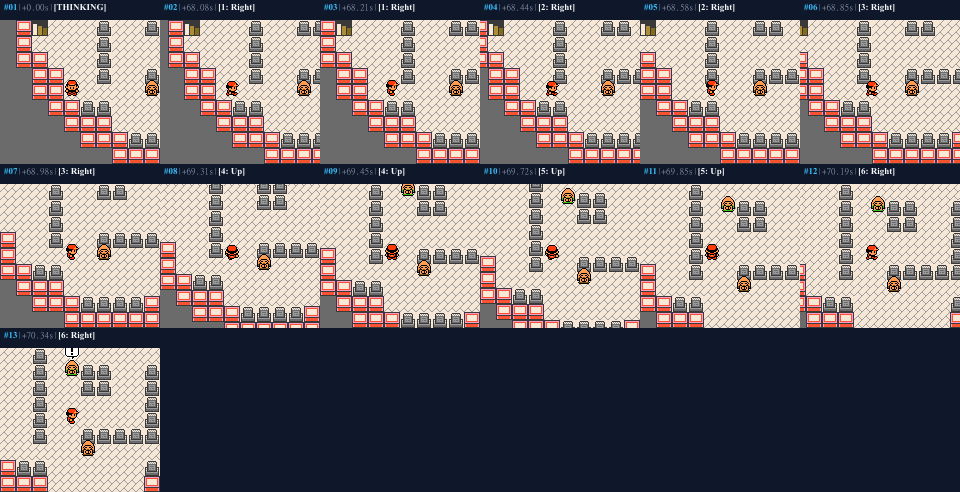 #01|+0.00s|[THINKING]
#02|+68.08s|[1: Right]
#03|+68.21s|[1: Right]
#04|+68.44s|[2: Right]
#05|+68.58s|[2: Right]
#06|+68.85s|[3: Right]
#07|+68.98s|[3: Right]
#08|+69.31s|[4: Up]
#09|+69.45s|[4: Up]
#10|+69.72s|[5: Up]
#11|+69.85s|[5: Up]
#12|+70.19s|[6: Right]
#13|+70.34s|[6: Right]
!